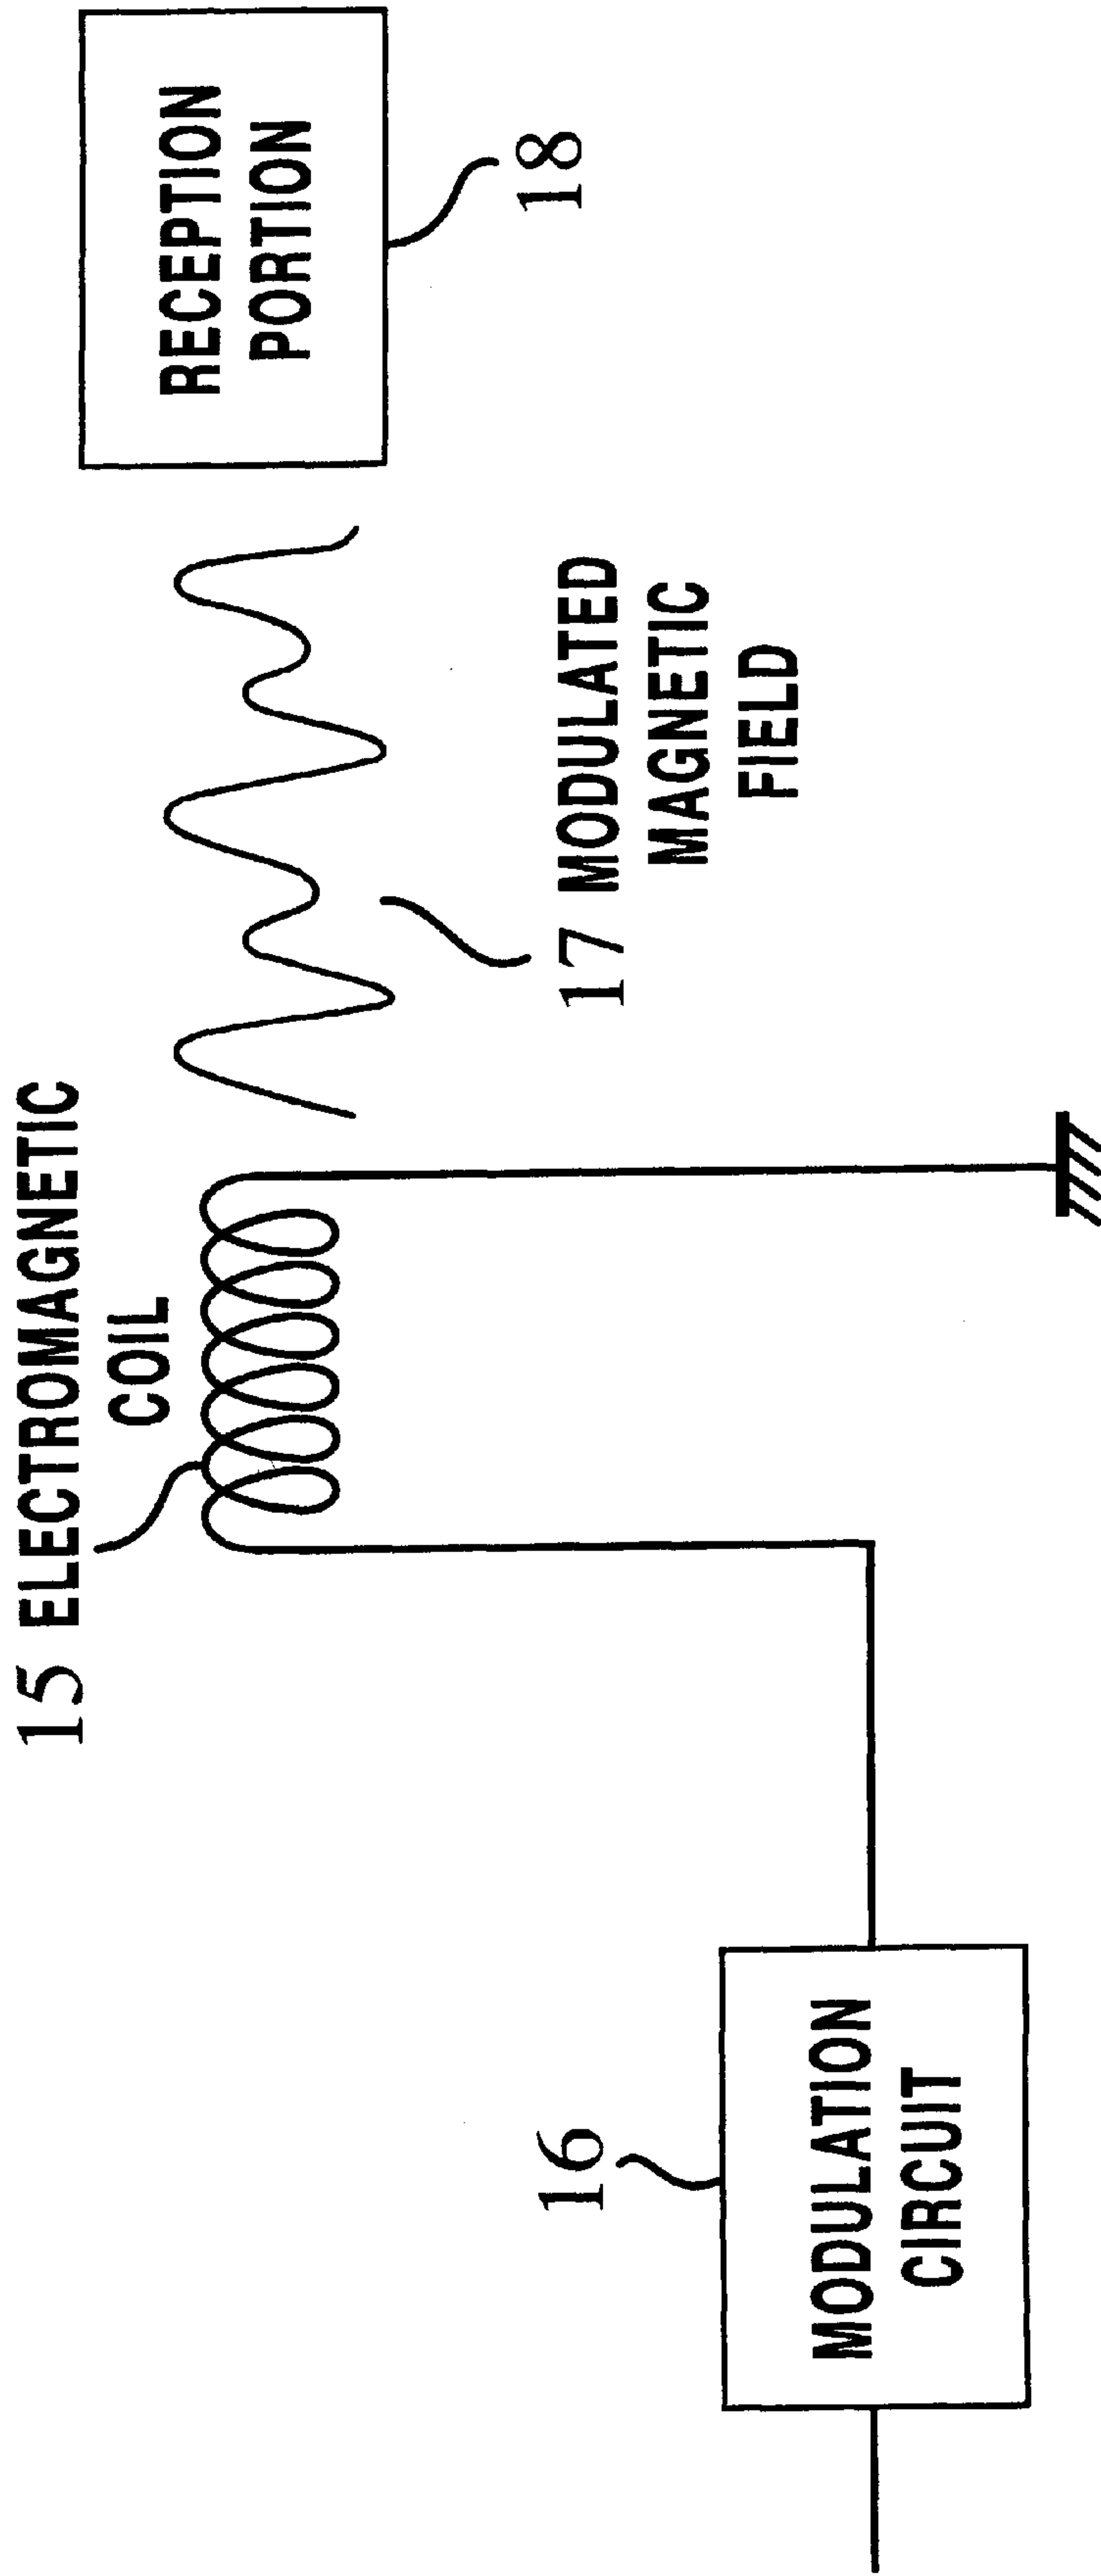 15 ELECTROMAGNETIC
COIL
RECEPTION
PORTION
18
17 MODULATED
MAGNETIC
FIELD
16
MODULATION
CIRCUIT